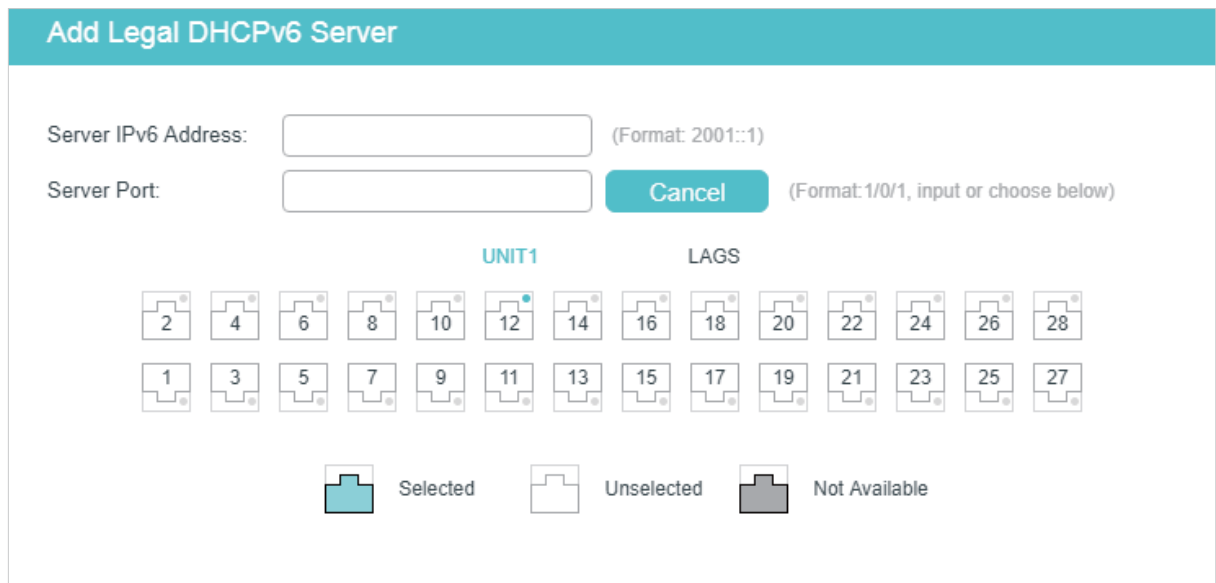 Add Legal DHCPv6 Server
Server IPv6 Address: (Format: 2001::1)
Server Port: Cancel (Format:1/0/1, input or choose below)
UNIT1 LAGS
2 4 6 8 10 12 14 16 18 20 22 24 26 28
1 3 5 7 9 11 13 15 17 19 21 23 25 27
Selected Unselected Not Available